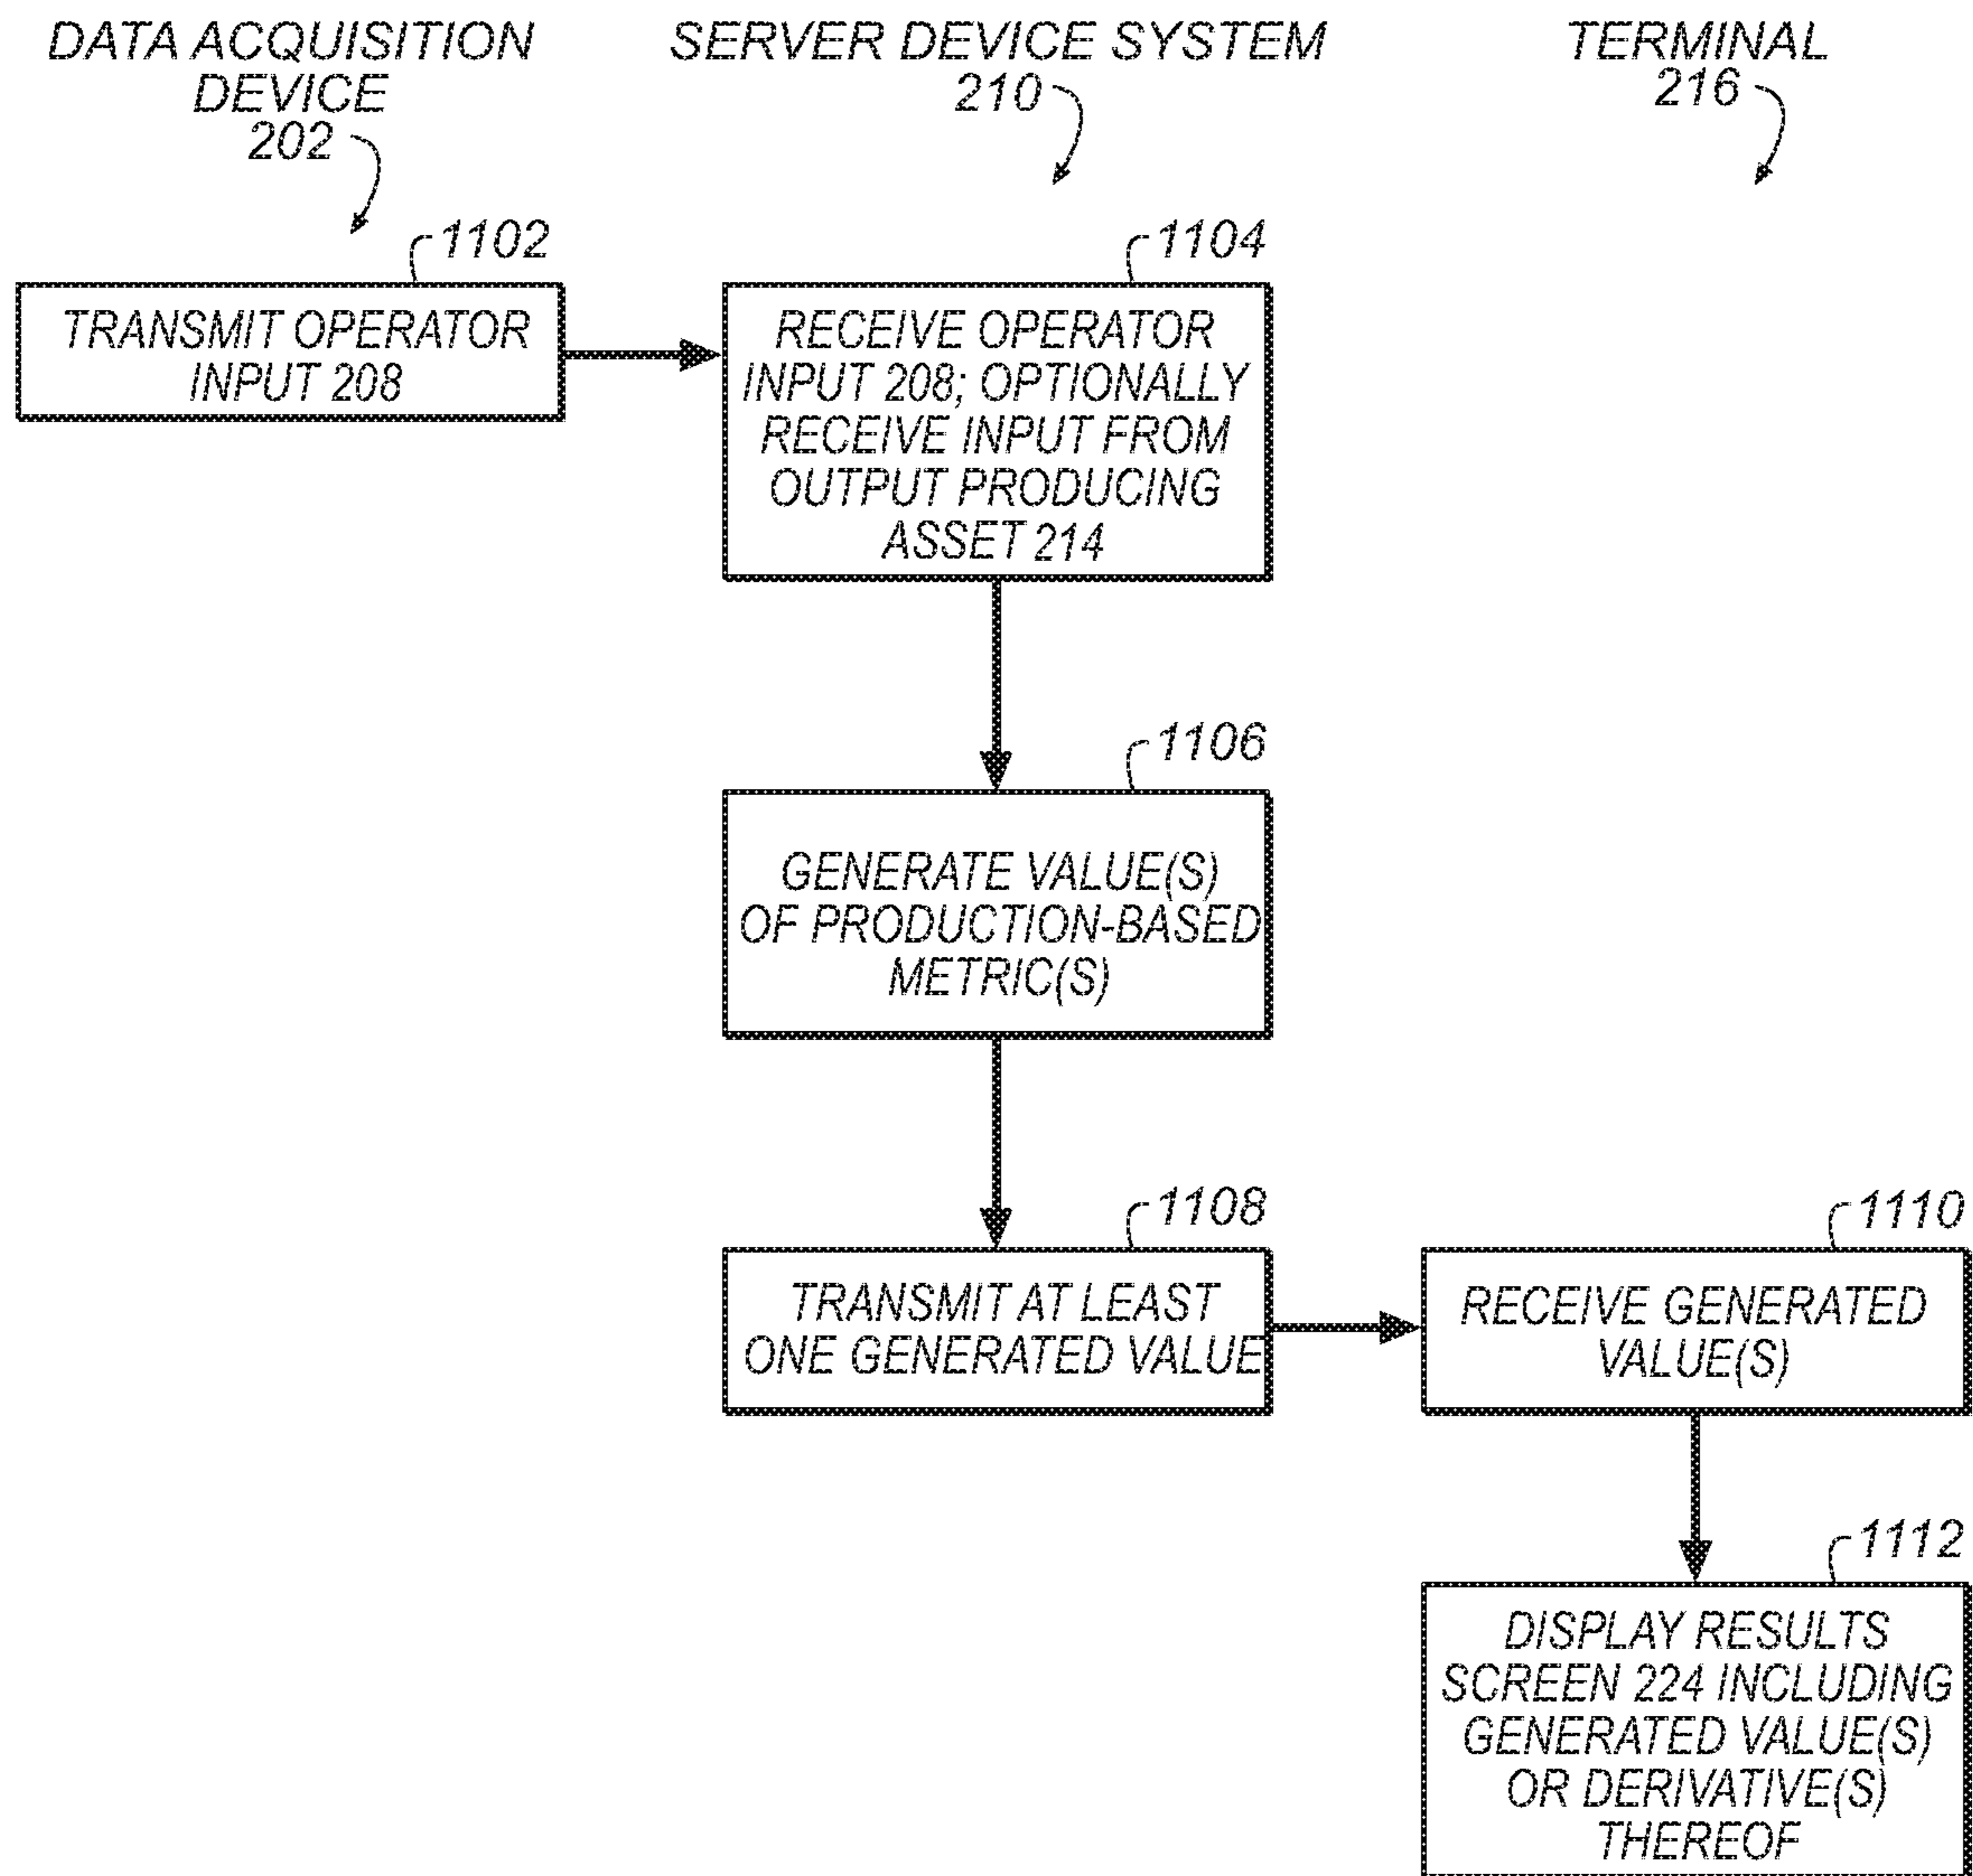 DATA ACQUISITION
DEVICE
202
SERVER DEVICE SYSTEM
210
TERMINAL
216
1102
TRANSMIT OPERATOR
INPUT 208
1104
RECEIVE OPERATOR
INPUT 208; OPTIONALLY
RECEIVE INPUT FROM
OUTPUT PRODUCING
ASSET 214
1106
GENERATE VALUE(S)
OF PRODUCTION-BASED
METRIC(S)
1108
TRANSMIT AT LEAST
ONE GENERATED VALUE
1110
RECEIVE GENERATED
VALUE(S)
1112
DISPLAY RESULTS
SCREEN 224 INCLUDING
GENERATED VALUE(S)
OR DERIVATIVE(S)
THEREOF